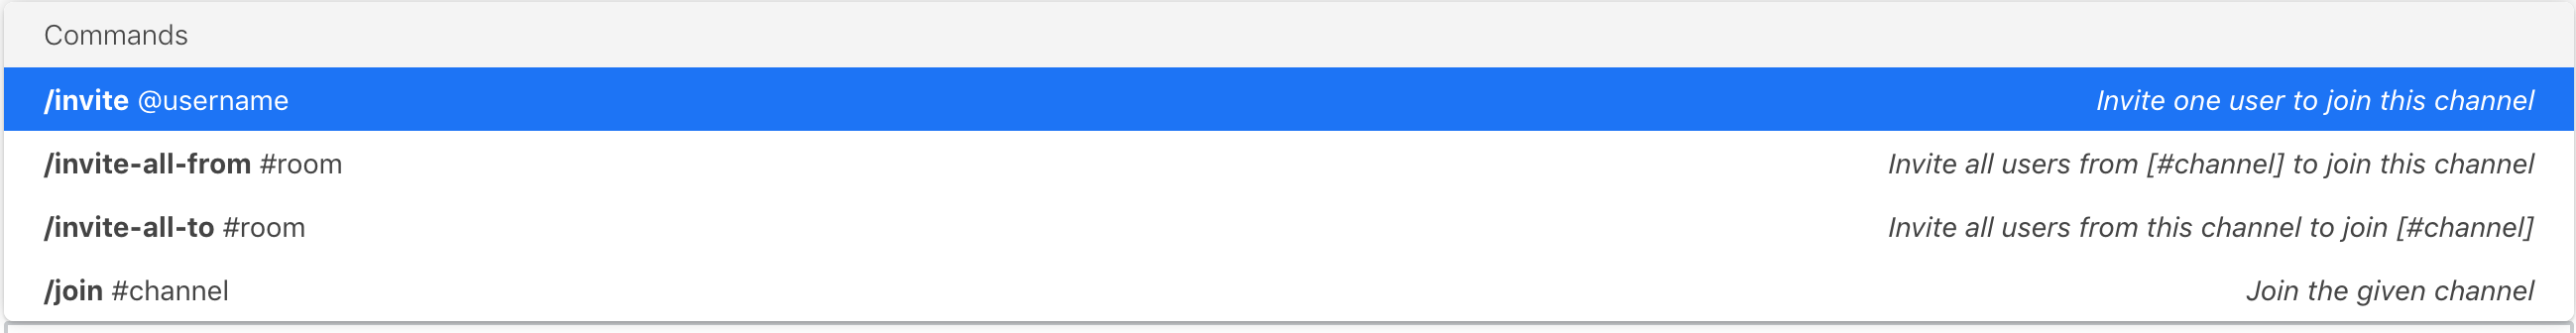 Commands
/invite @username Invite one user to join this channel
/invite-all-from #room Invite all users from [#channel] to join this channel
/invite-all-to #room Invite all users from this channel to join [#channel]
/join #channel Join the given channel